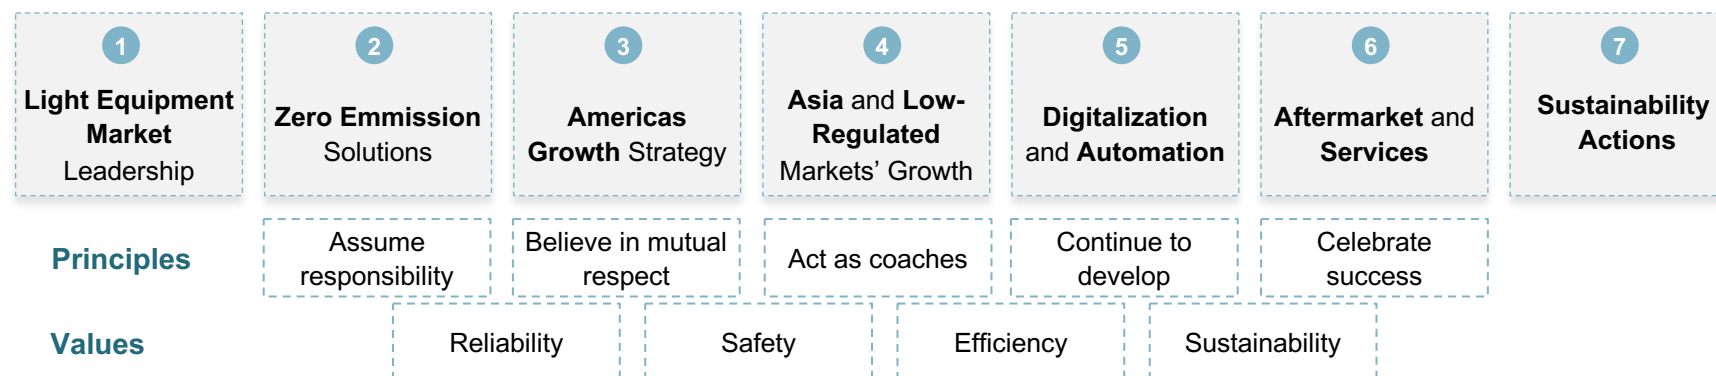 1
Light Equipment
Market
Leadership
2
Zero Emmission
Solutions
3
Americas
Growth Strategy
4
Asia and Low-
Regulated
Markets’ Growth
5
Digitalization
and Automation
6
Aftermarket and
Services
7
Sustainability
Actions
Principles
Assume
responsibility
Believe in mutual
respect
Act as coaches
Continue to
develop
Celebrate
success
Values
Reliability
Safety
Efficiency
Sustainability